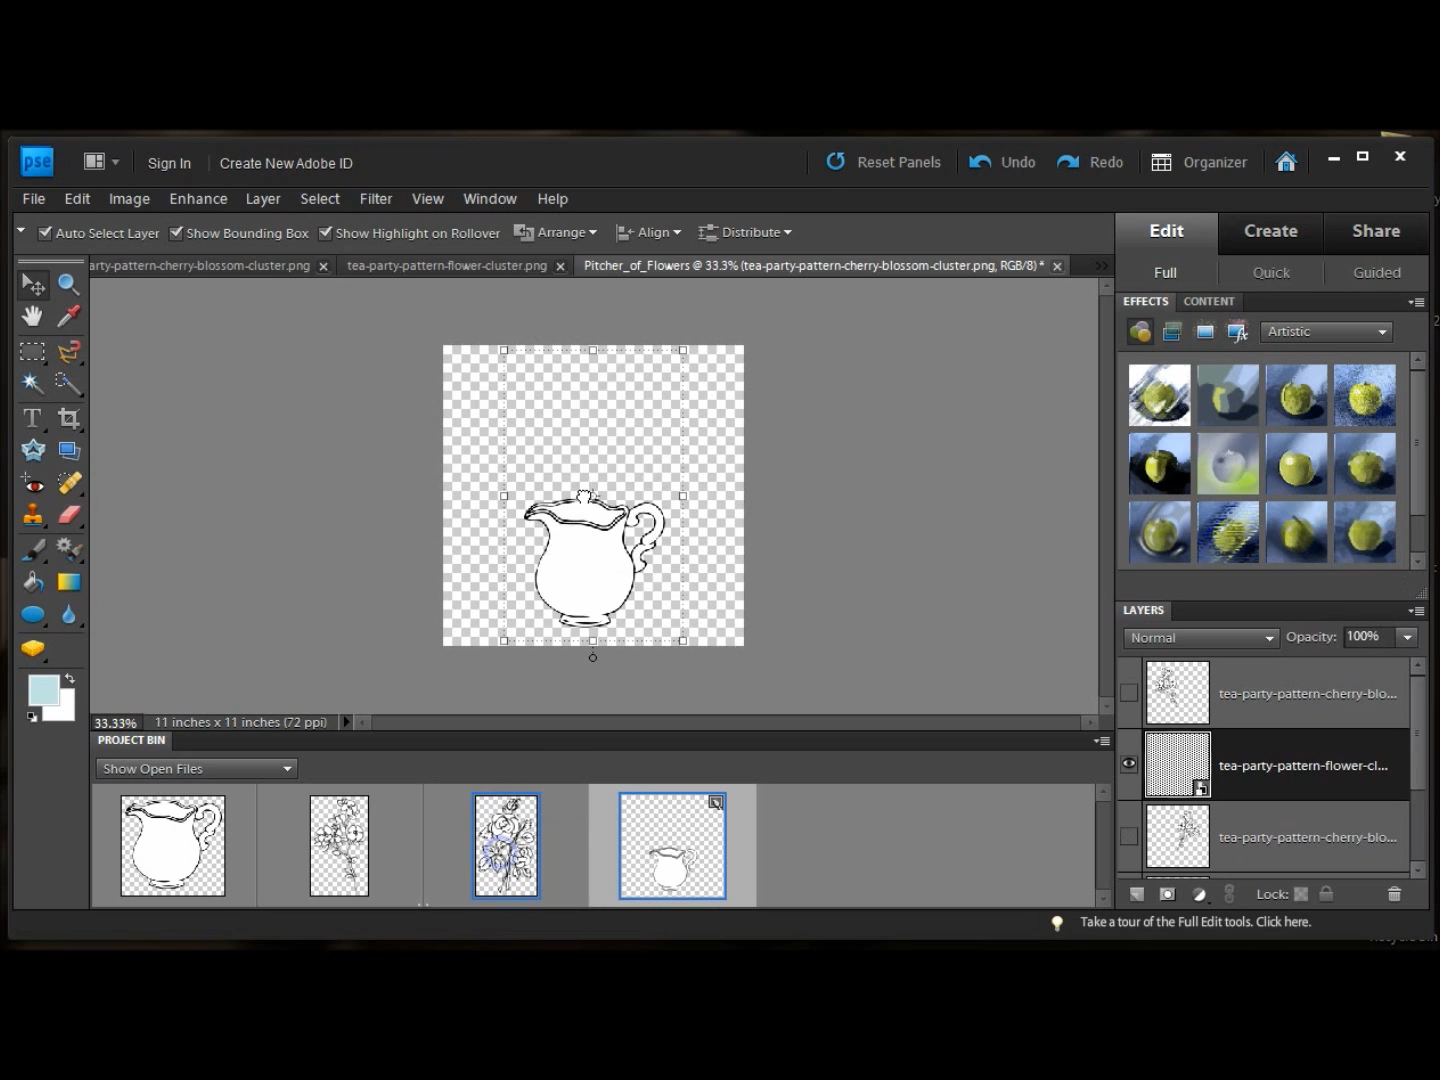 pse Sign In Create New Adobe ID Reset Panels Undo Redo Organizer
File Edit Image Enhance Layer Select Filter View Window Help
Auto Select Layer Show Bounding Box Show Highlight on Rollover Arrange Align Distribute
Edit Create Share
arty-pattern-cherry-blossom-cluster.png tea-party-pattern-flower-cluster.png Pitcher_of_Flowers @ 33.3% (tea-party-pattern-cherry-blossom-cluster.png, RGB/8) *
Full Quick Guided
EFFECTS CONTENT
Artistic
LAYERS
Normal Opacity: 100%
tea-party-pattern-cherry-blo...
33.33% 11 inches x 11 inches (72 ppi)
PROJECT BIN
Show Open Files
tea-party-pattern-flower-cl...
tea-party-pattern-cherry-blo...
Lock:
Take a tour of the Full Edit tools. Click here.